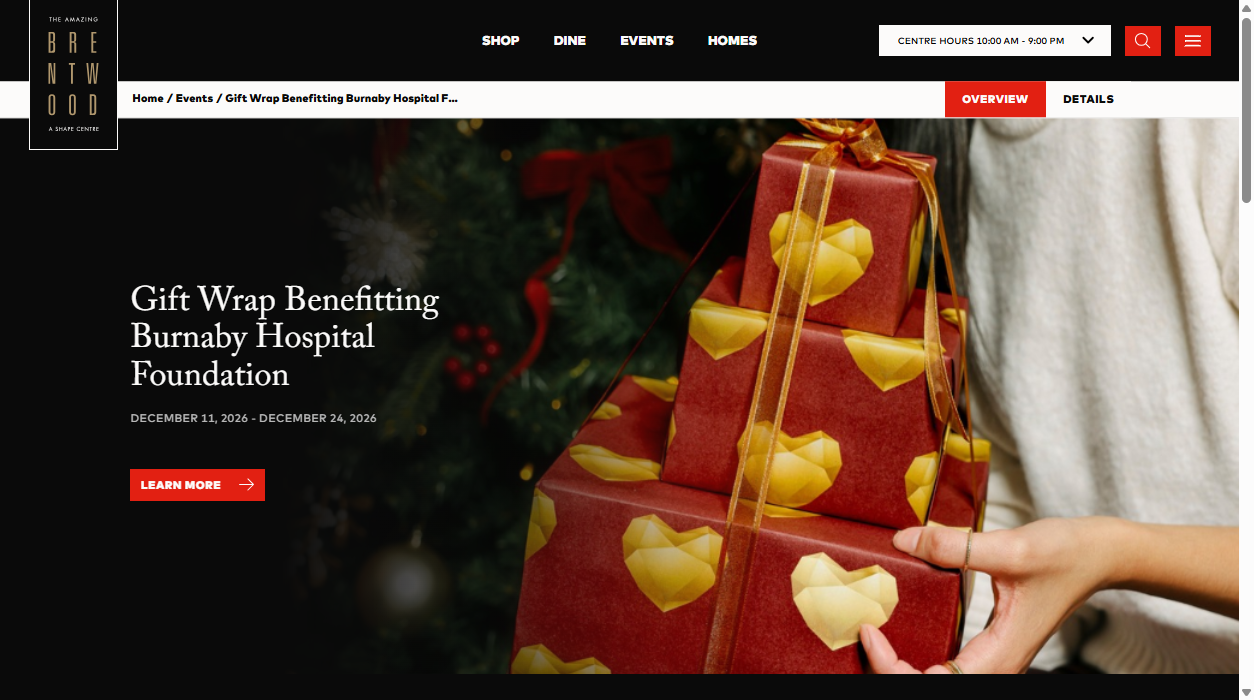 THE AMAZING
BRE
NTW
OOD
A SHAPE CENTRE
SHOP
DINE
EVENTS
HOMES
CENTRE HOURS 10:00 AM - 9:00 PM
Home / Events / Gift Wrap Benefitting Burnaby Hospital F...
OVERVIEW
DETAILS
Gift Wrap Benefitting
Burnaby Hospital
Foundation
DECEMBER 11, 2026 - DECEMBER 24, 2026
LEARN MORE